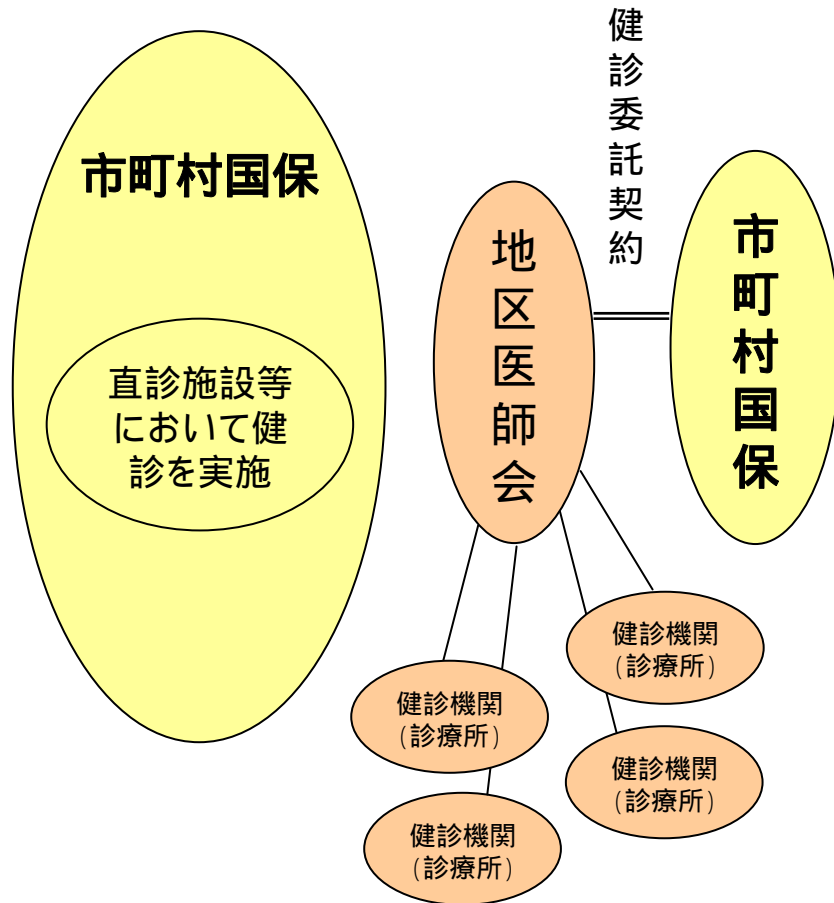 市町村国保
直診施設等
において健
診を実施
健診委託契約
地区医師会
市町村国保
健診機関
(診療所)
健診機関
(診療所)
健診機関
(診療所)
健診機関
(診療所)